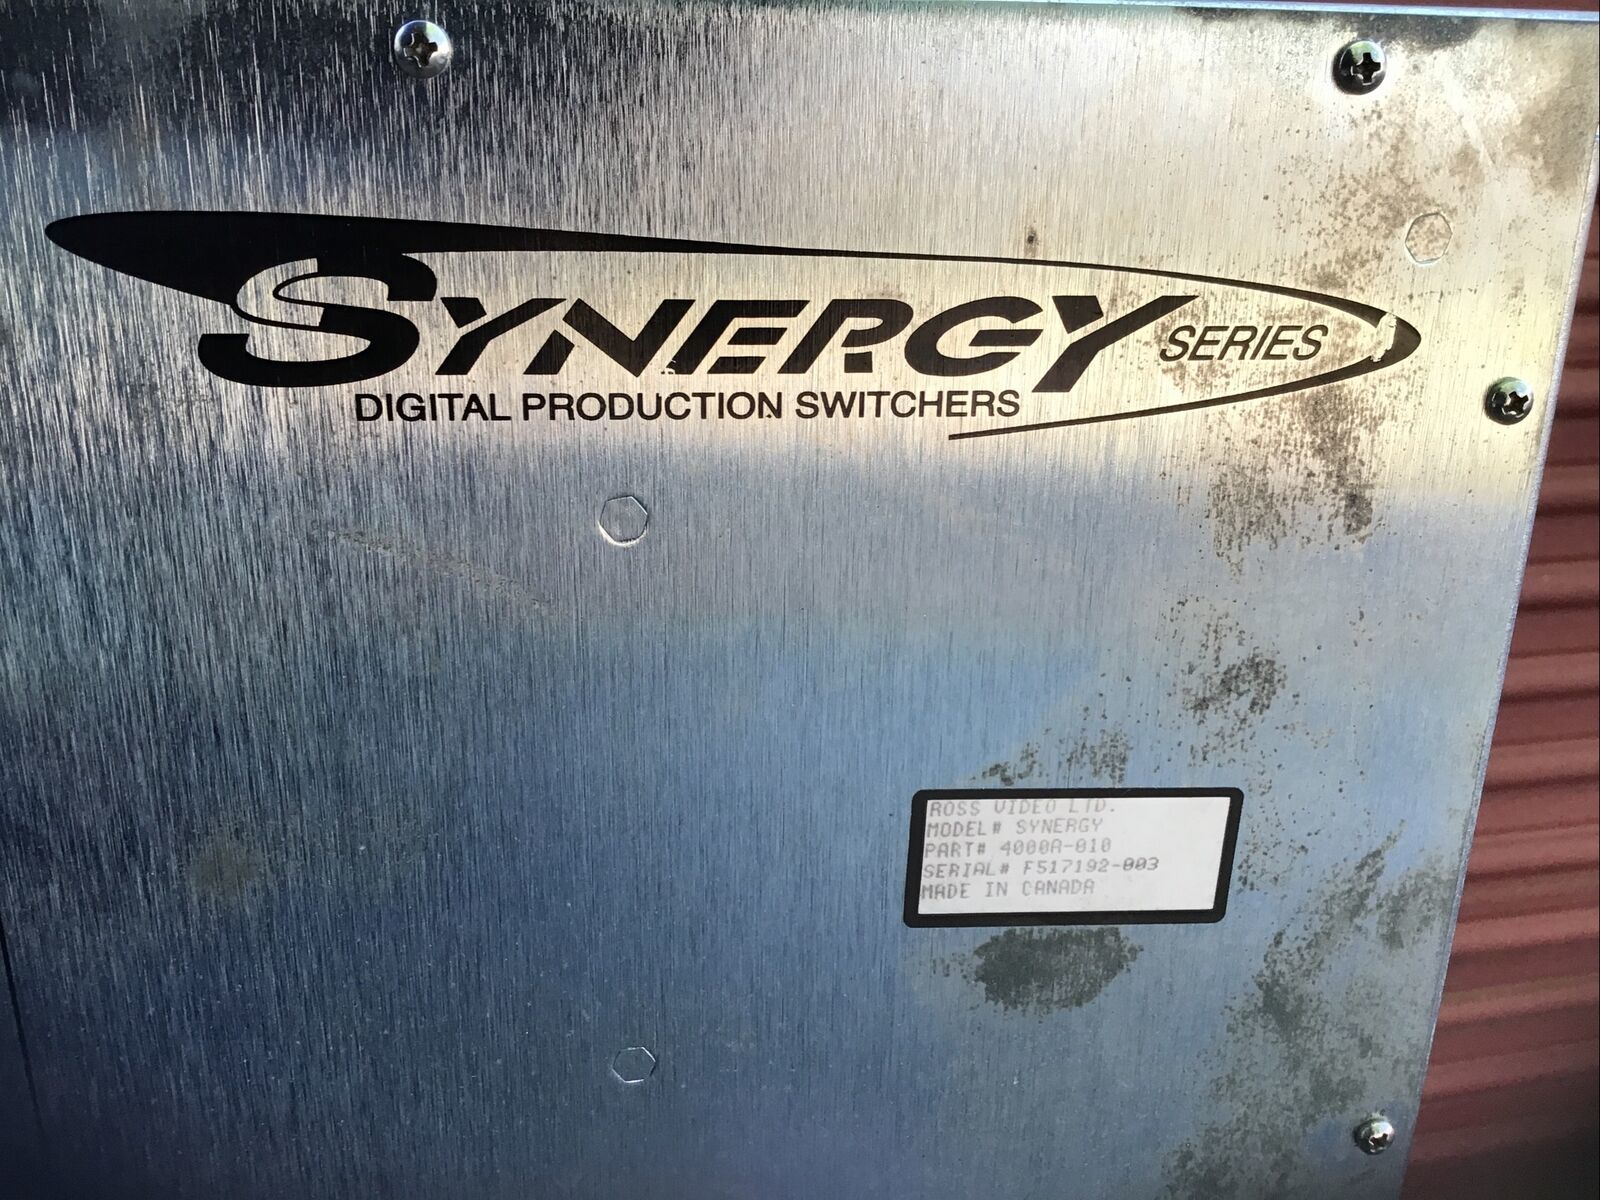 SYNERGY SERIES
DIGITAL PRODUCTION SWITCHERS
ROSS VIDEO LTD.
MODEL# SYNERGY
PART# 4000A-010
SERIAL# F517192-003
MADE IN CANADA